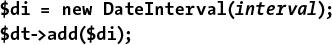 $di = new DateInterval(interval);
$dt->add($di);